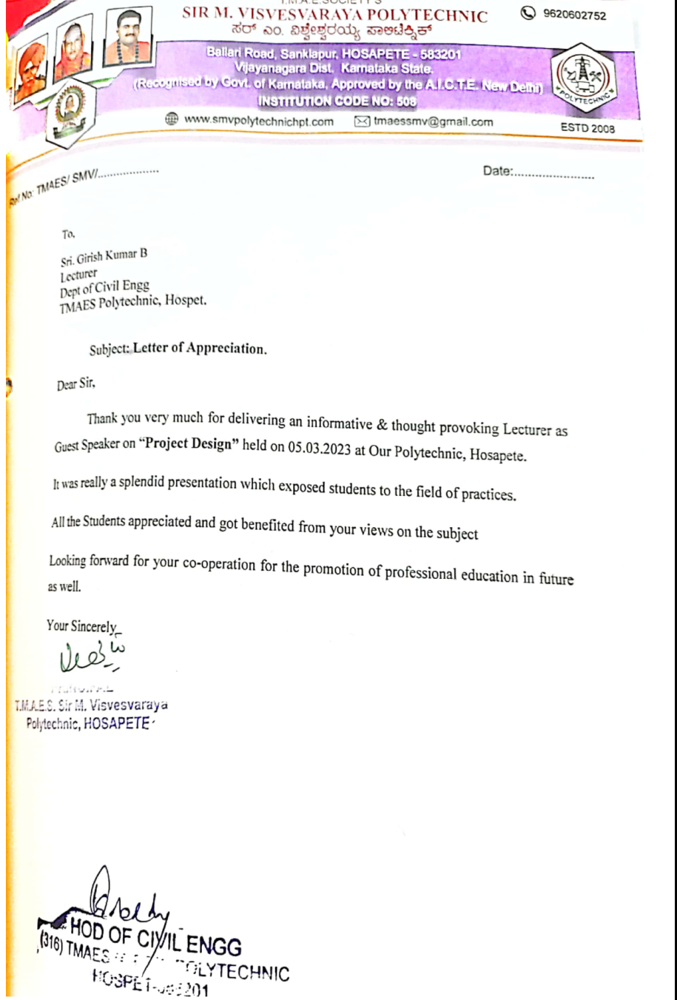 T.M.A.E.SOCIETY'S
SIR M. VISVESVARAYA POLYTECHNIC
9620602752
ಸರ್ ಎಂ. ವಿಶ್ವೇಶ್ವರಯ್ಯ ಪಾಲಿಟೆಕ್ನಿಕ್
Ballari Road, Sanklapur, HOSAPETE - 583201
Vijayanagara Dist. Karnataka State.
(Recognised by Govt. of Karnataka, Approved by the A.I.C.T.E. New Delhi)
INSTITUTION CODE NO: 508
POLYTECHNIC
www.smvpolytechnichpt.com tmaessmv@gmail.com
ESTD 2008
Ref No: TMAES/ SMV/...................
Date:........................
To,
Sri. Girish Kumar B
Lecturer
Dept of Civil Engg
TMAES Polytechnic, Hospet.
Subject: Letter of Appreciation.
Dear Sir,
Thank you very much for delivering an informative & thought provoking Lecturer as
Guest Speaker on “Project Design” held on 05.03.2023 at Our Polytechnic, Hosapete.
It was really a splendid presentation which exposed students to the field of practices.
All the Students appreciated and got benefited from your views on the subject
Looking forward for your co-operation for the promotion of professional education in future
as well.
Your Sincerely
T.M.A.E.S. Sir M. Visvesvaraya
Polytechnic, HOSAPETE
HOD OF CIVIL ENGG
(316) TMAES POLYTECHNIC
HOSPET-583201